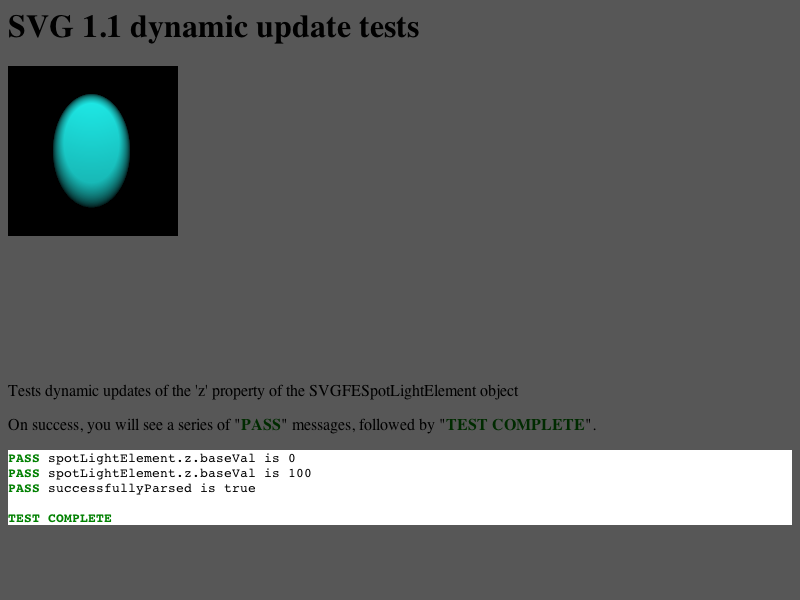 SVG 1.1 dynamic update tests
Tests dynamic updates of the 'z' property of the SVGFESpotLightElement object
On success, you will see a series of "PASS" messages, followed by "TEST COMPLETE".
PASS spotLightElement.z.baseVal is 0
PASS spotLightElement.z.baseVal is 100
PASS successfullyParsed is true
TEST COMPLETE